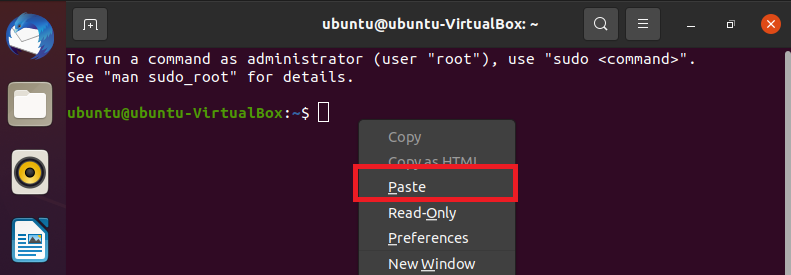 ubuntu@ubuntu-VirtualBox: ~
To run a command as administrator (user "root"), use "sudo <command>".
See "man sudo_root" for details.
ubuntu@ubuntu-VirtualBox:~$
Copy
Copy as HTML
Paste
Read-Only
Preferences
New Window